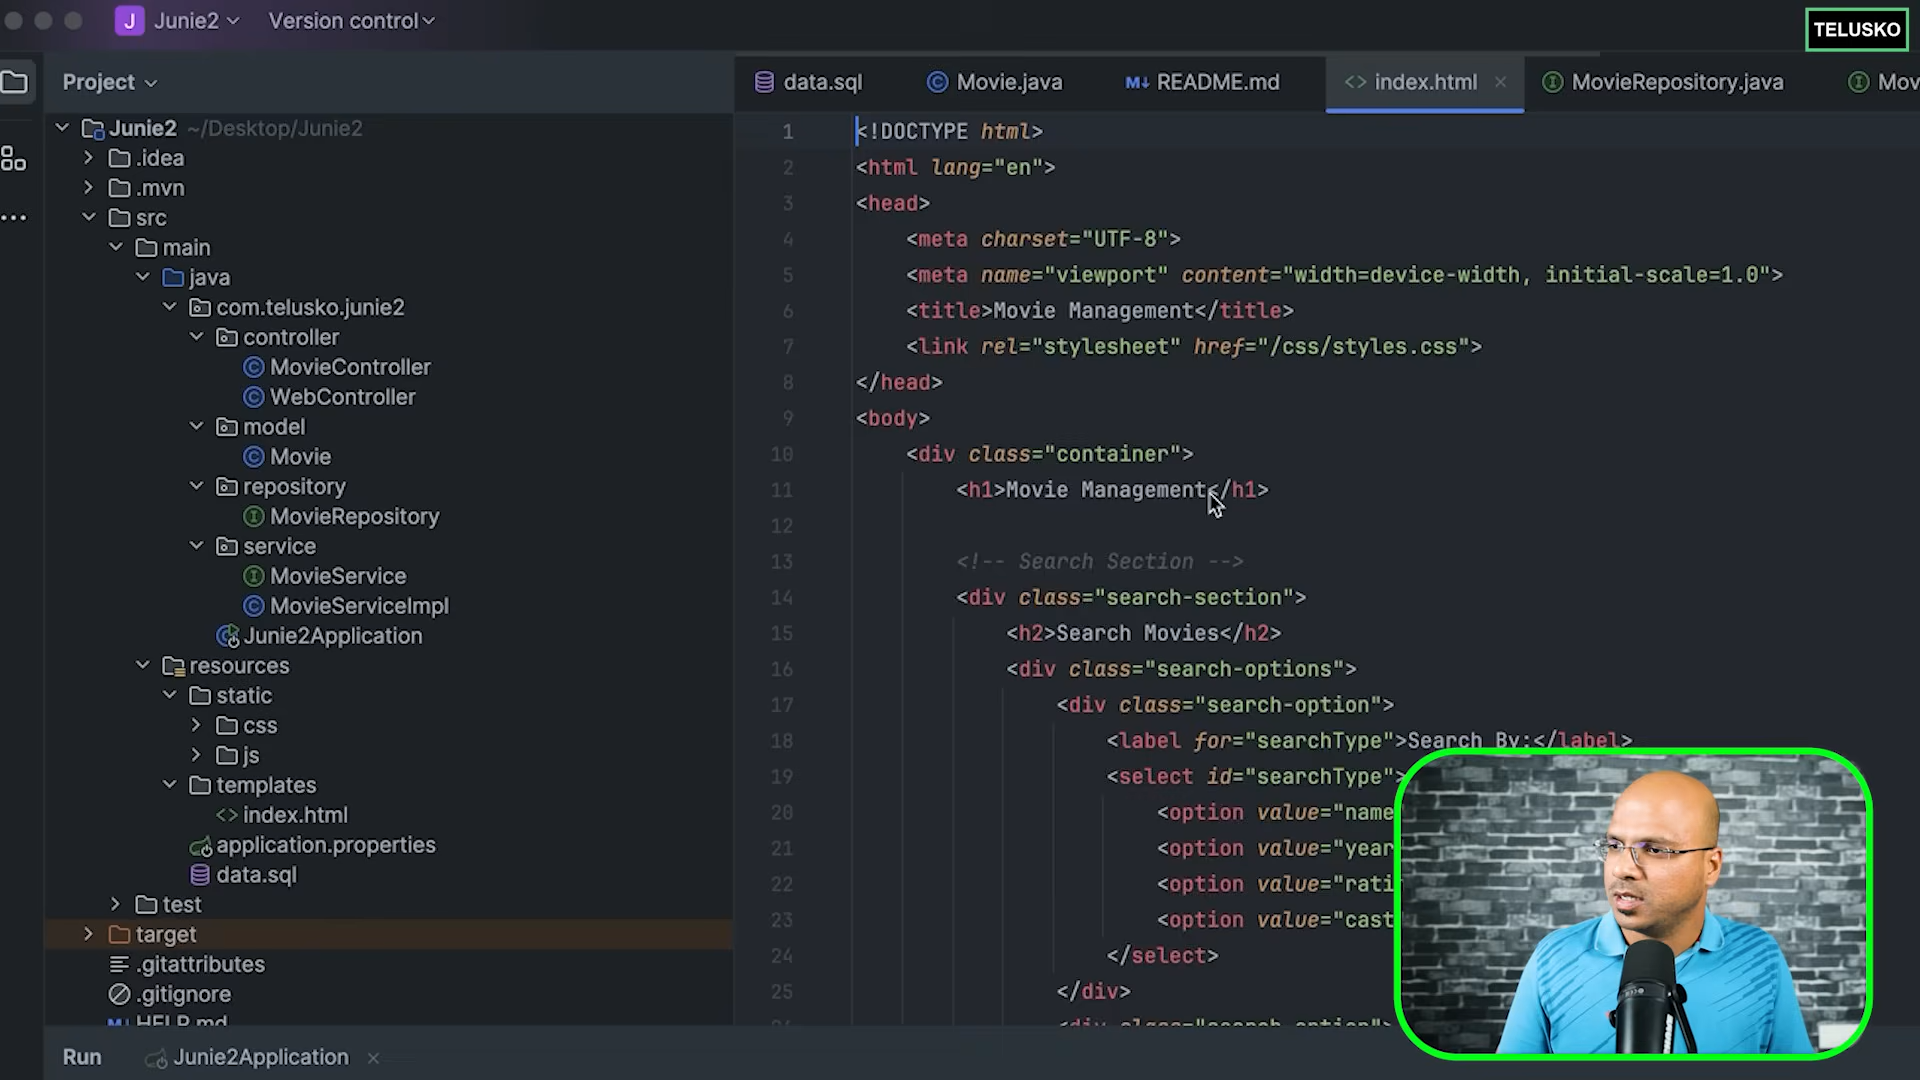 J Junie2 Version control
TELUSKO
Project
data.sql Movie.java README.md index.html MovieRepository.java Mov
Junie2 ~/Desktop/Junie2
.idea
.mvn
src
main
java
com.telusko.junie2
controller
MovieController
WebController
model
Movie
repository
MovieRepository
service
MovieService
MovieServiceImpl
Junie2Application
resources
static
css
js
templates
index.html
application.properties
data.sql
test
target
.gitattributes
.gitignore
HELP.md
1 <!DOCTYPE html>
2 <html lang="en">
3 <head>
4 <meta charset="UTF-8">
5 <meta name="viewport" content="width=device-width, initial-scale=1.0">
6 <title>Movie Management</title>
7 <link rel="stylesheet" href="/css/styles.css">
8 </head>
9 <body>
10 <div class="container">
11 <h1>Movie Management</h1>
12
13 <!-- Search Section -->
14 <div class="search-section">
15 <h2>Search Movies</h2>
16 <div class="search-options">
17 <div class="search-option">
18 <label for="searchType">Search By:</label>
19 <select id="searchType">
20 <option value="name
21 <option value="year
22 <option value="rati
23 <option value="cast
24 </select>
25 </div>
<div class="search-option">
Run Junie2Application